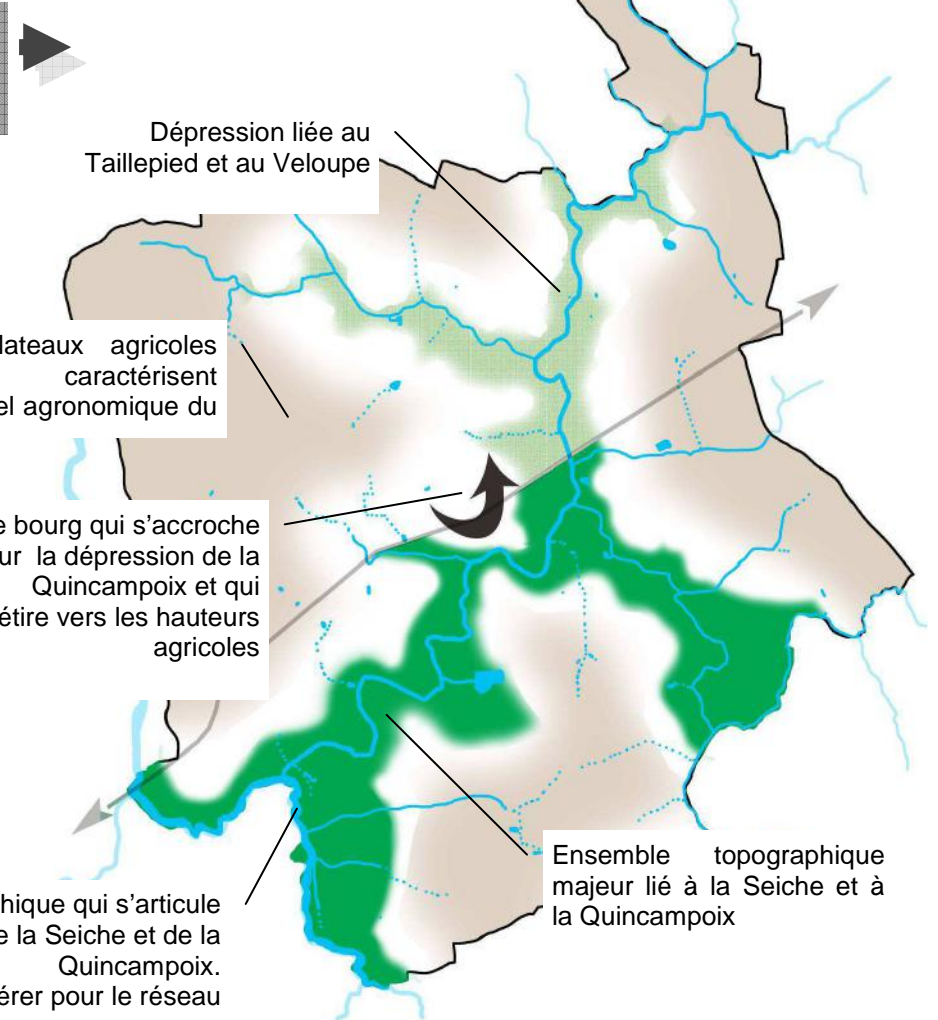 Dépression liée au
Taillepied et au Veloupe
lateaux agricoles
caractérisent
el agronomique du
e bourg qui s’accroche
ur la dépression de la
Quincampoix et qui
étire vers les hauteurs
agricoles
Ensemble topographique
majeur lié à la Seiche et à
la Quincampoix
hique qui s’articule
e la Seiche et de la
Quincampoix.
érer pour le réseau